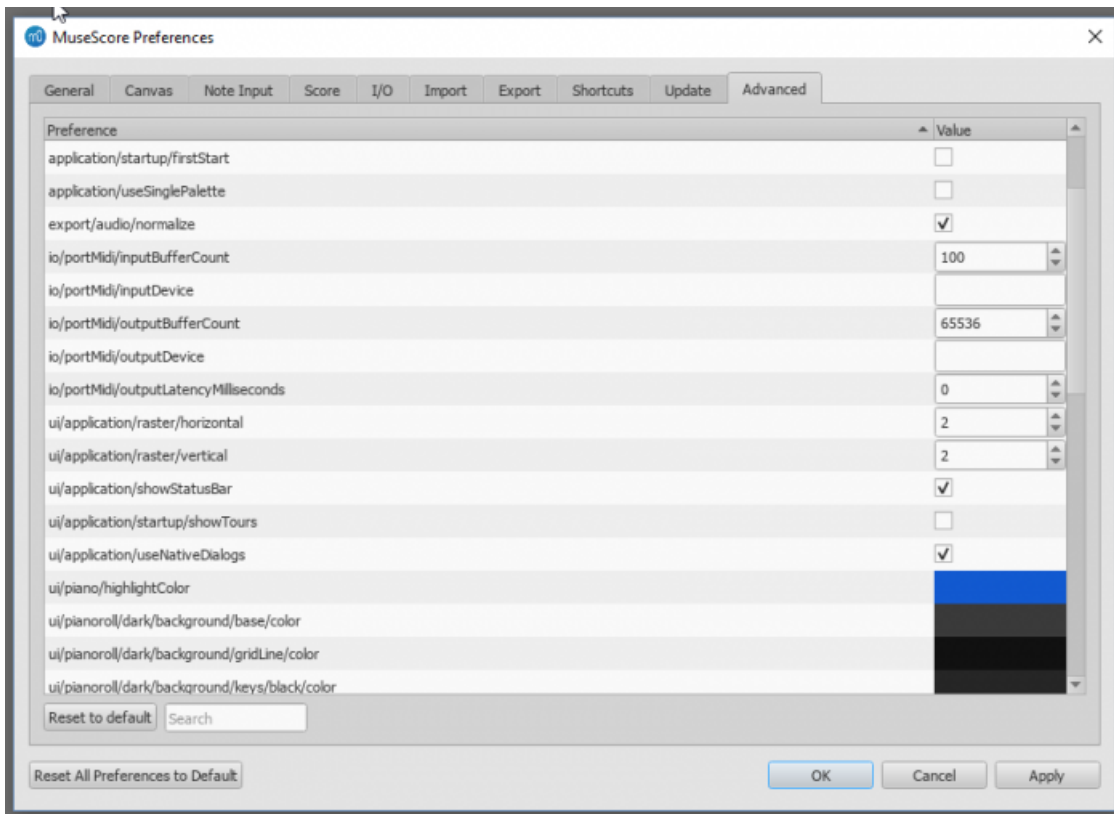 MuseScore Preferences
General Canvas Note Input Score I/O Import Export Shortcuts Update Advanced
Preference Value
application/startup/firstStart
application/useSinglePalette
export/audio/normalize
io/portMidi/inputBufferCount 100
io/portMidi/inputDevice
io/portMidi/outputBufferCount 65536
io/portMidi/outputDevice
io/portMidi/outputLatencyMilliseconds 0
ui/application/raster/horizontal 2
ui/application/raster/vertical 2
ui/application/showStatusBar
ui/application/startup/showTours
ui/application/useNativeDialogs
ui/piano/highlightColor
ui/pianoroll/dark/background/base/color
ui/pianoroll/dark/background/gridLine/color
ui/pianoroll/dark/background/keys/black/color
Reset to default Search
Reset All Preferences to Default OK Cancel Apply